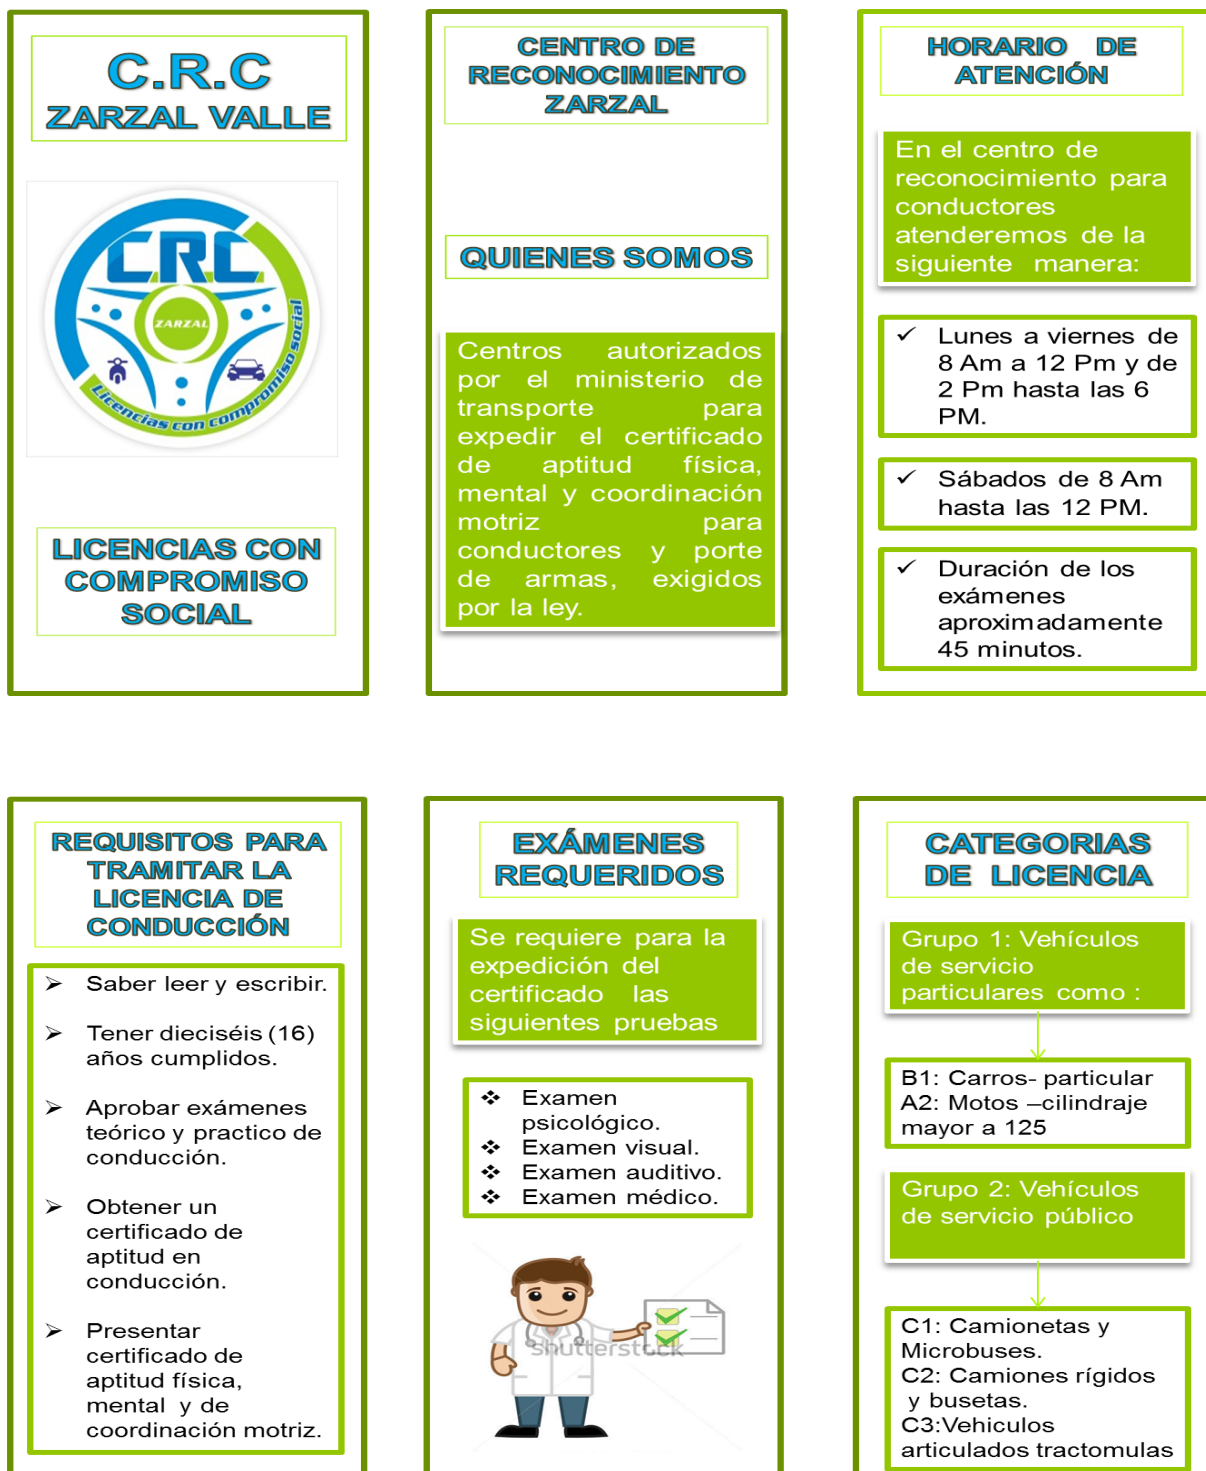 C.R.C
ZARZAL VALLE
C.R.C.
ZARZAL
Licencias con compromiso social
LICENCIAS CON
COMPROMISO
SOCIAL
CENTRO DE
RECONOCIMIENTO
ZARZAL
QUIENES SOMOS
Centros autorizados
por el ministerio de
transporte para
expedir el certificado
de aptitud física,
mental y coordinación
motriz para
conductores y porte
de armas, exigidos
por la ley.
HORARIO DE
ATENCIÓN
En el centro de
reconocimiento para
conductores
atenderemos de la
siguiente manera:
✓ Lunes a viernes de
8 Am a 12 Pm y de
2 Pm hasta las 6
PM.
✓ Sábados de 8 Am
hasta las 12 PM.
✓ Duración de los
exámenes
aproximadamente
45 minutos.
REQUISITOS PARA
TRAMITAR LA
LICENCIA DE
CONDUCCIÓN
➢ Saber leer y escribir.
➢ Tener dieciséis (16)
años cumplidos.
➢ Aprobar exámenes
teórico y practico de
conducción.
➢ Obtener un
certificado de
aptitud en
conducción.
➢ Presentar
certificado de
aptitud física,
mental y de
coordinación motriz.
EXÁMENES
REQUERIDOS
Se requiere para la
expedición del
certificado las
siguientes pruebas
❖ Examen
psicológico.
❖ Examen visual.
❖ Examen auditivo.
❖ Examen médico.
shutterstock
CATEGORIAS
DE LICENCIA
Grupo 1: Vehículos
de servicio
particulares como :
B1: Carros- particular
A2: Motos –cilindraje
mayor a 125
Grupo 2: Vehículos
de servicio público
C1: Camionetas y
Microbuses.
C2: Camiones rígidos
y busetas.
C3:Vehiculos
articulados tractomulas